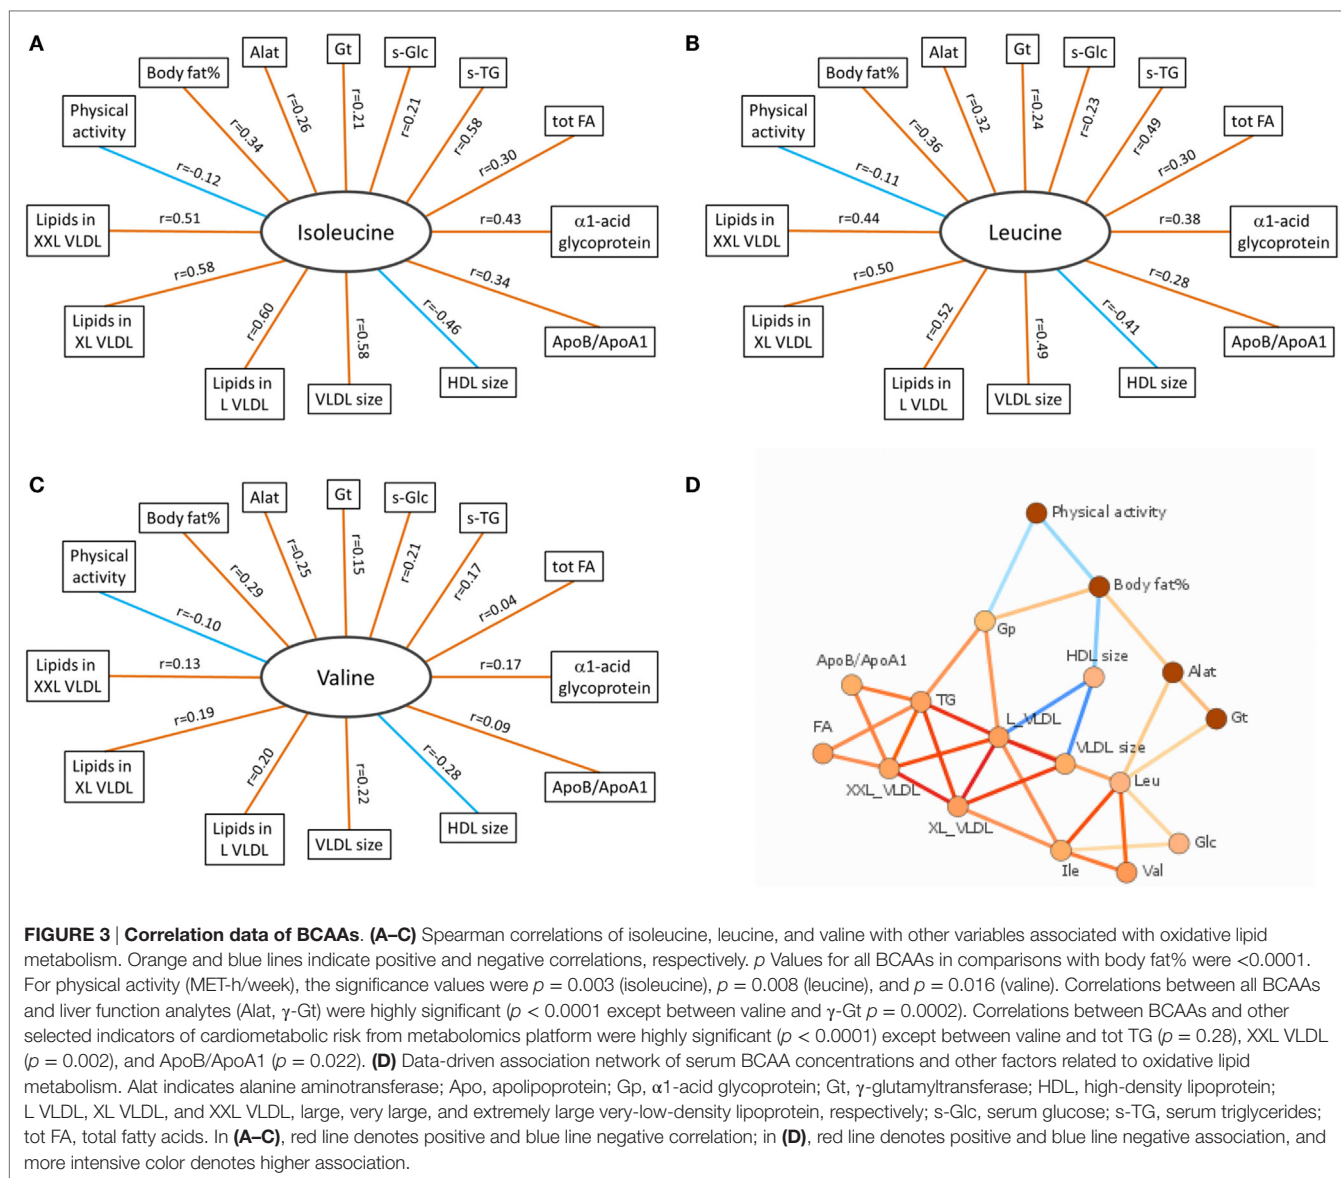 A
Alat
Gt
s-Glc
Body fat%
s-TG
Physical
activity
tot FA
r=0.34
r=0.26
r=0.21
r=0.21
r=0.58
r=0.30
r=-0.12
Lipids in
XXL VLDL
r=0.51
Isoleucine
r=0.43
α1-acid
glycoprotein
r=0.58
r=0.60
r=0.58
r=-0.46
r=0.34
Lipids in
XL VLDL
ApoB/ApoA1
Lipids in
L VLDL
VLDL size
HDL size
B
Alat
Gt
s-Glc
Body fat%
s-TG
Physical
activity
tot FA
r=0.36
r=0.32
r=0.24
r=0.23
r=0.49
r=0.30
r=-0.11
Lipids in
XXL VLDL
r=0.44
Leucine
r=0.38
α1-acid
glycoprotein
r=0.50
r=0.52
r=0.49
r=-0.41
r=0.28
Lipids in
XL VLDL
ApoB/ApoA1
Lipids in
L VLDL
VLDL size
HDL size
C
Alat
Gt
s-Glc
Body fat%
s-TG
Physical
activity
tot FA
r=0.29
r=0.25
r=0.15
r=0.21
r=0.17
r=0.04
r=-0.10
Lipids in
XXL VLDL
r=0.13
Valine
r=0.17
α1-acid
glycoprotein
r=0.19
r=0.20
r=0.22
r=-0.28
r=0.09
Lipids in
XL VLDL
ApoB/ApoA1
Lipids in
L VLDL
VLDL size
HDL size
D
Physical activity
Body fat%
Gp
HDL size
ApoB/ApoA1
Alat
TG
Gt
FA
L_VLDL
VLDL size
XXL_VLDL
Leu
XL_VLDL
Glc
Ile
Val
FIGURE 3 | Correlation data of BCAAs. (A–C) Spearman correlations of isoleucine, leucine, and valine with other variables associated with oxidative lipid
metabolism. Orange and blue lines indicate positive and negative correlations, respectively. p Values for all BCAAs in comparisons with body fat% were <0.0001.
For physical activity (MET-h/week), the significance values were p = 0.003 (isoleucine), p = 0.008 (leucine), and p = 0.016 (valine). Correlations between all BCAAs
and liver function analytes (Alat, γ-Gt) were highly significant (p < 0.0001 except between valine and γ-Gt p = 0.0002). Correlations between BCAAs and other
selected indicators of cardiometabolic risk from metabolomics platform were highly significant (p < 0.0001) except between valine and tot TG (p = 0.28), XXL VLDL
(p = 0.002), and ApoB/ApoA1 (p = 0.022). (D) Data-driven association network of serum BCAA concentrations and other factors related to oxidative lipid
metabolism. Alat indicates alanine aminotransferase; Apo, apolipoprotein; Gp, α1-acid glycoprotein; Gt, γ-glutamyltransferase; HDL, high-density lipoprotein;
L VLDL, XL VLDL, and XXL VLDL, large, very large, and extremely large very-low-density lipoprotein, respectively; s-Glc, serum glucose; s-TG, serum triglycerides;
tot FA, total fatty acids. In (A–C), red line denotes positive and blue line negative correlation; in (D), red line denotes positive and blue line negative association, and
more intensive color denotes higher association.